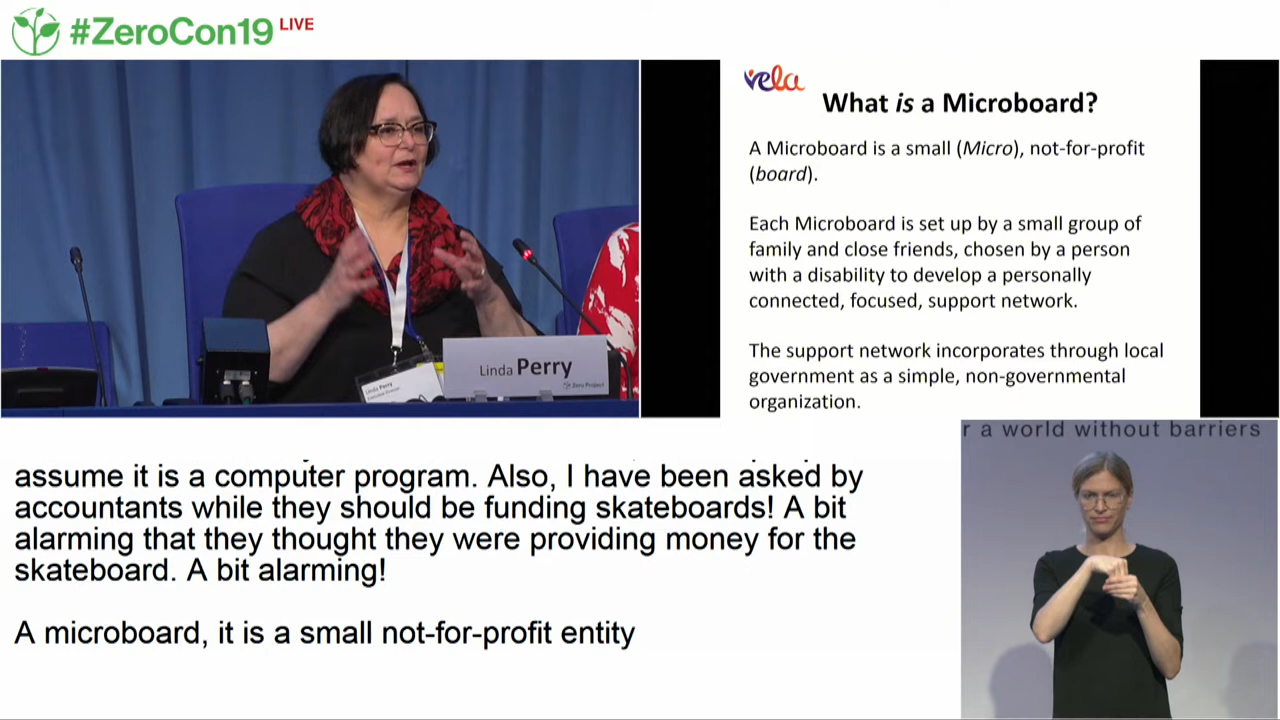 #ZeroCon19 LIVE
vela
What is a Microboard?
A Microboard is a small (Micro), not-for-profit
(board).
Each Microboard is set up by a small group of
family and close friends, chosen by a person
with a disability to develop a personally
connected, focused, support network.
The support network incorporates through local
government as a simple, non-governmental
organization.
Linda Perry
Zero Project
Linda Perry
r a world without barriers
assume it is a computer program. Also, I have been asked by
accountants while they should be funding skateboards! A bit
alarming that they thought they were providing money for the
skateboard. A bit alarming!
A microboard, it is a small not-for-profit entity